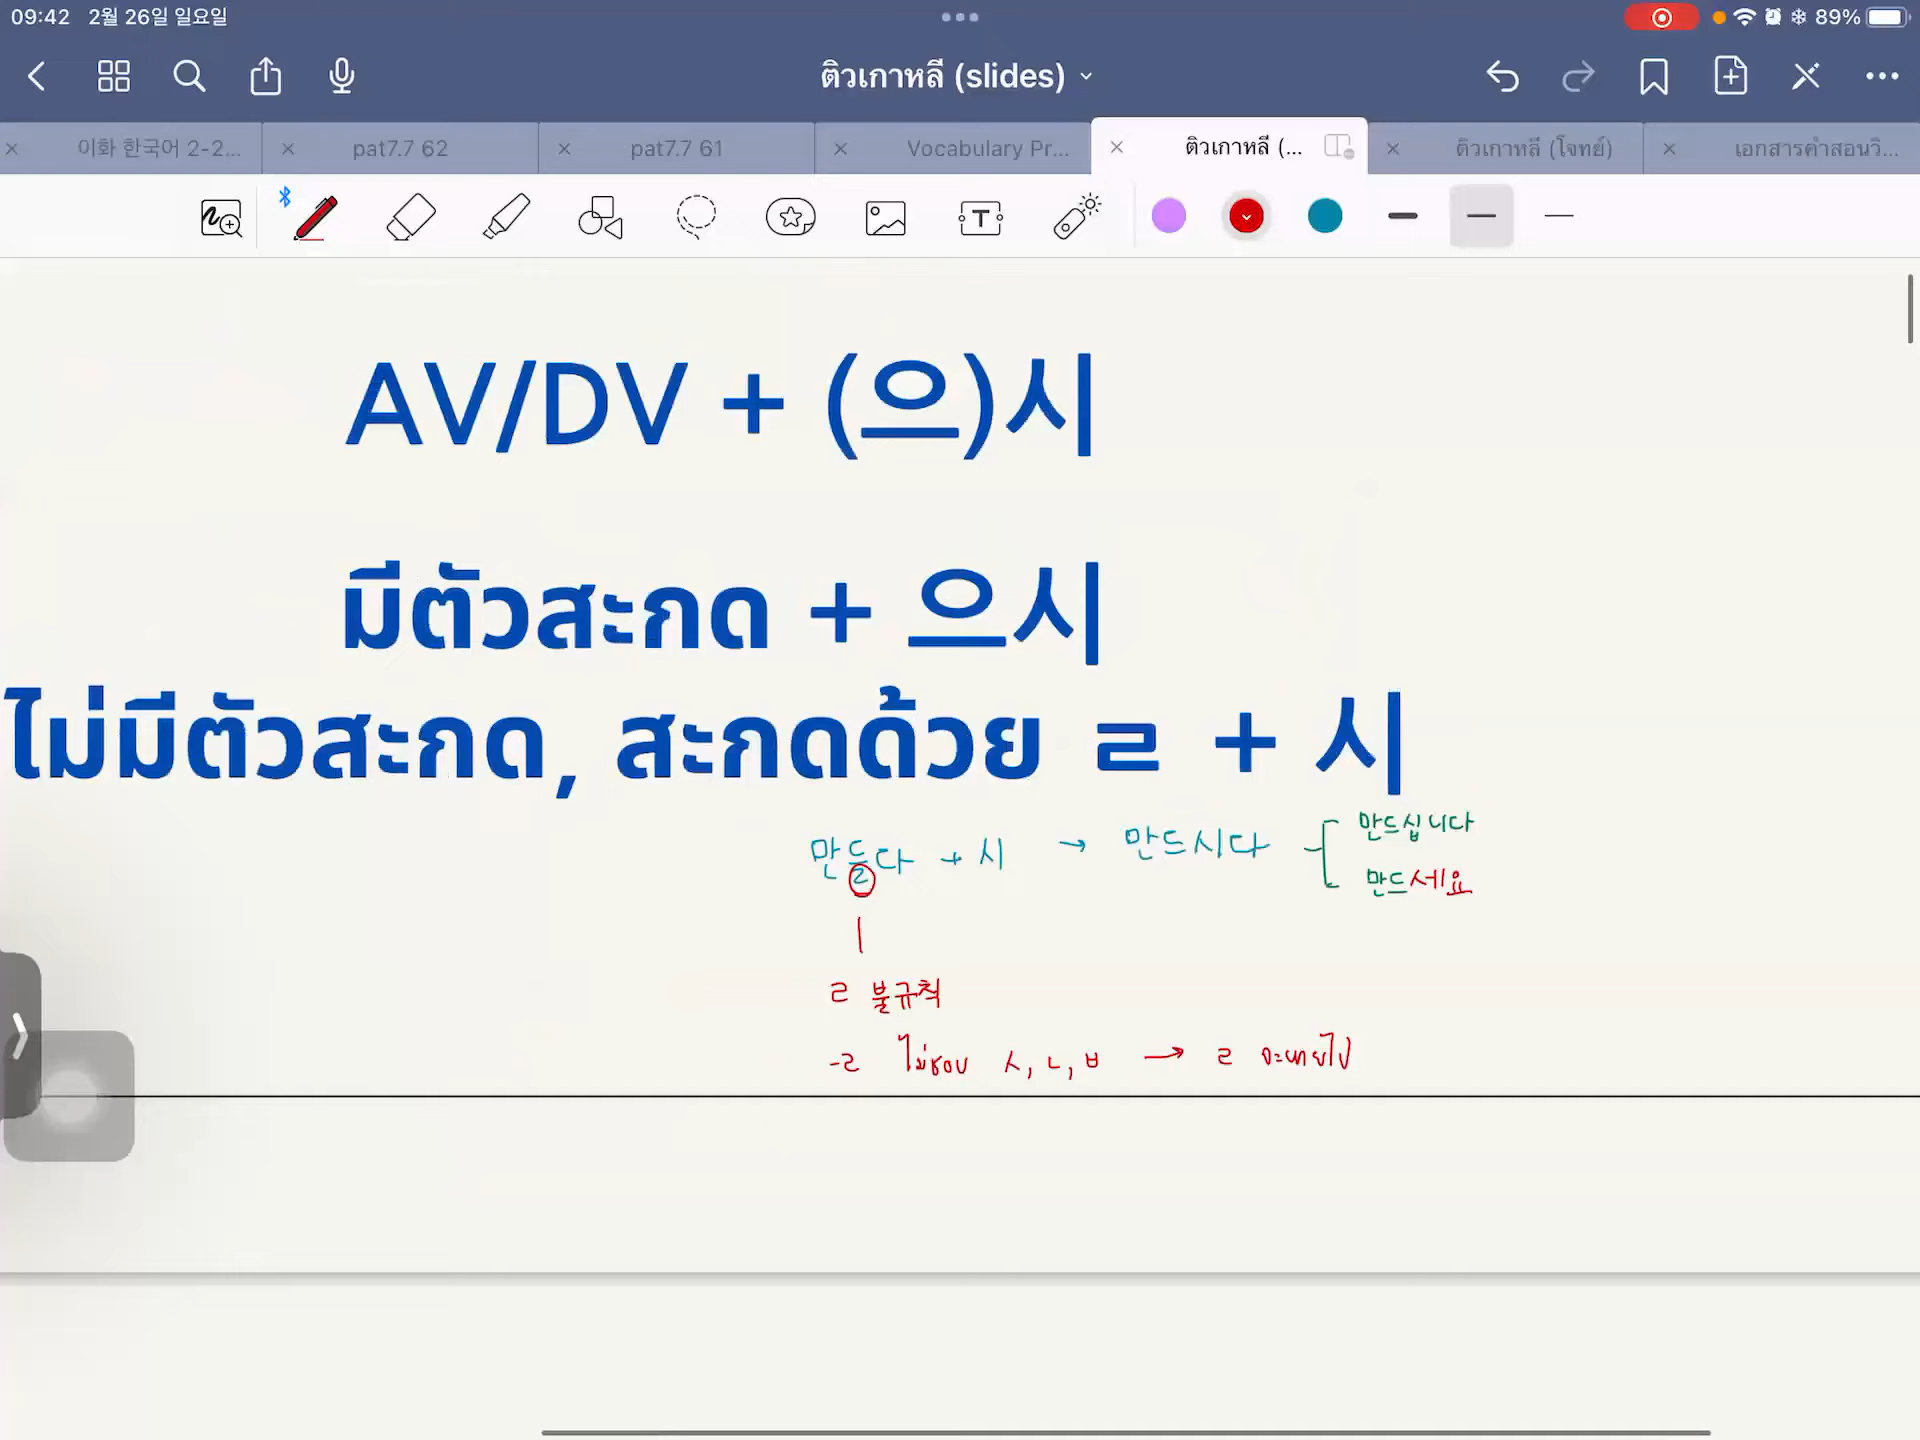 09:42 2월 26일 일요일 89%
ติวเกาหลี (slides)
이화 한국어 2-2... pat7.7 62 pat7.7 61 Vocabulary Pr... ติวเกาหลี (... ติวเกาหลี (โจทย์) เอกสารคำสอนวิ...
AV/DV + (으)시
มีตัวสะกด + 으시
ไม่มีตัวสะกด, สะกดด้วย ㄹ + 시
만들다 + 시 → 만드시다 만드십니다
만드세요
ㄹ 불규칙
-ㄹ ไม่ชอบ ㅅ, ㄴ, ㅂ → ㄹ จะหายไป